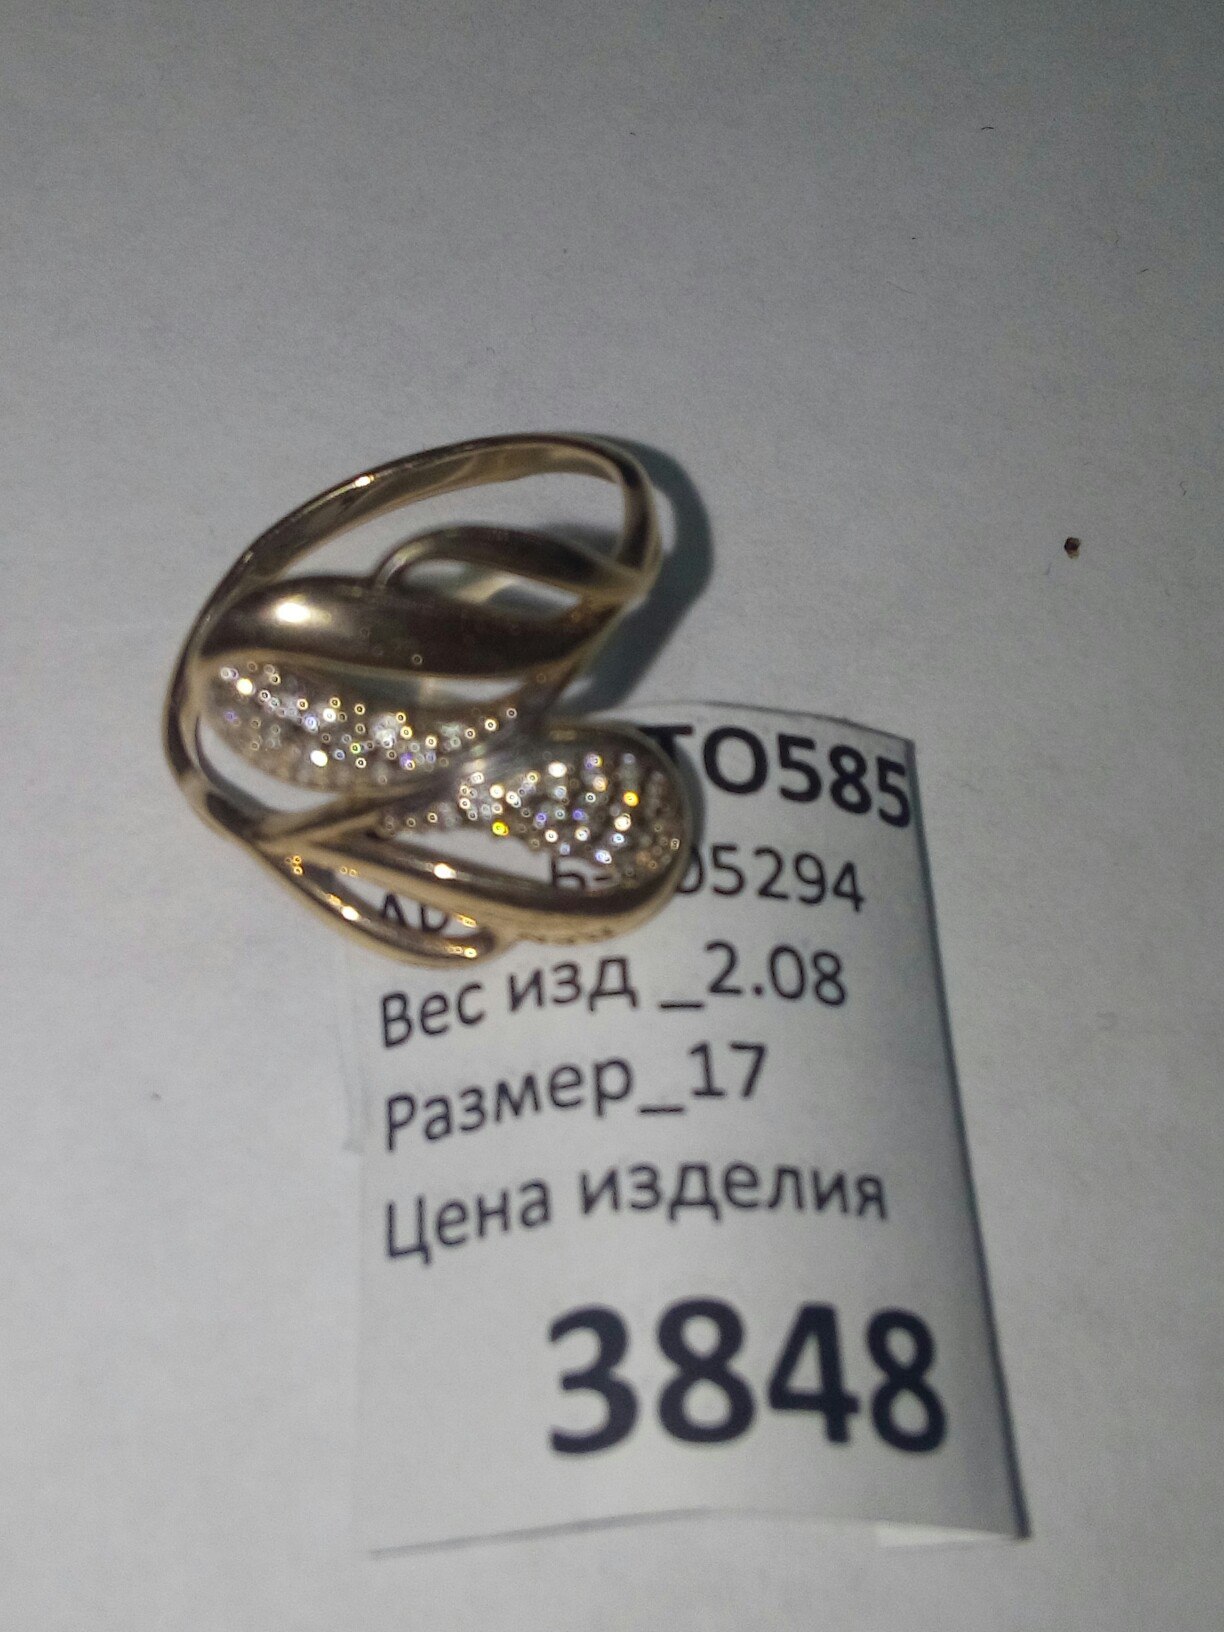 ТО585
05294
Вес изд _2.08
Размер_17
Цена изделия
3848